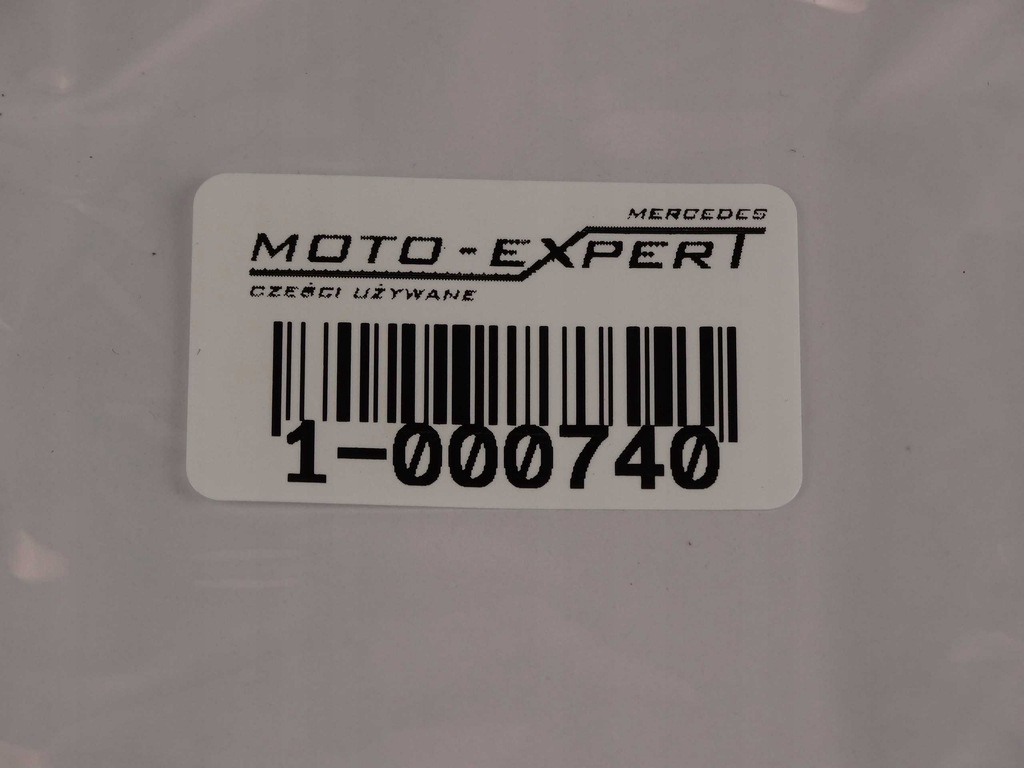 MERCEDES
MOTO-EXPERT
CZĘŚCI UŻYWANE
1-000740